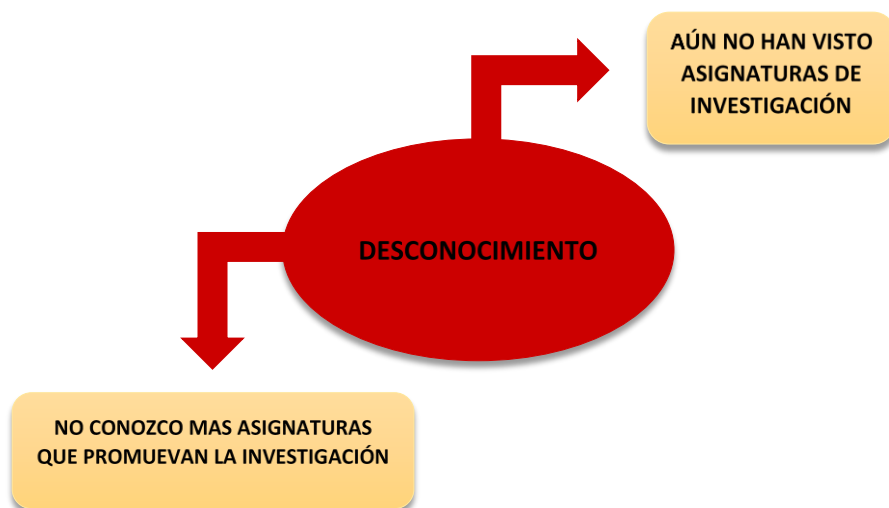 AÚN NO HAN VISTO
ASIGNATURAS DE
INVESTIGACIÓN
DESCONOCIMIENTO
NO CONOZCO MAS ASIGNATURAS
QUE PROMUEVAN LA INVESTIGACIÓN